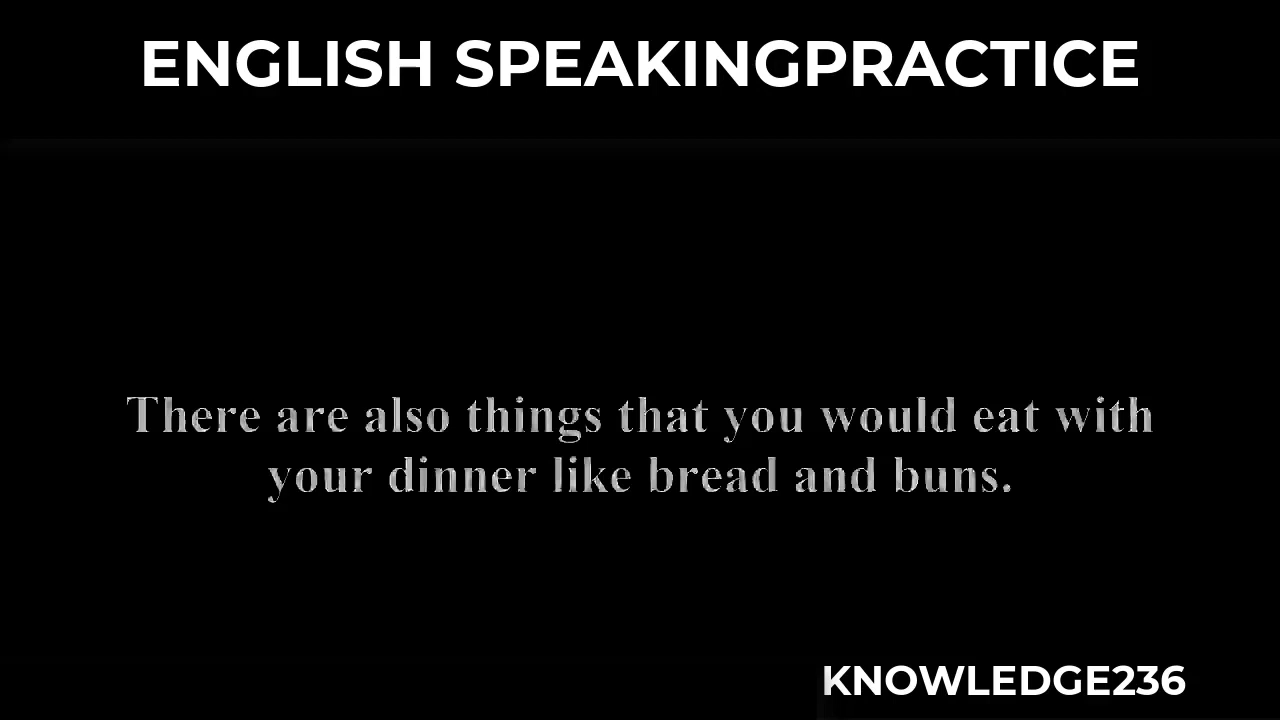 ENGLISH SPEAKINGPRACTICE
There are also things that you would eat with
your dinner like bread and buns.
KNOWLEDGE236